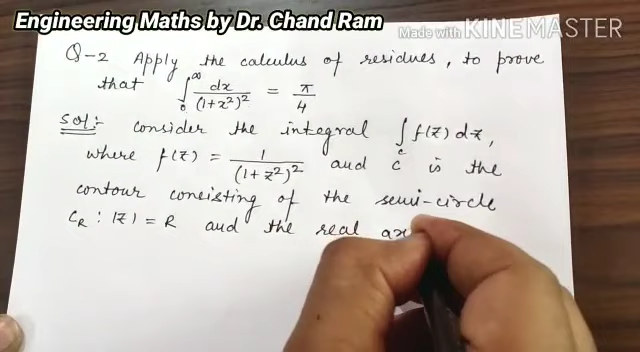 Engineering Maths by Dr. Chand Ram
Made with KINEMASTER
Q-2 Apply the calculus of residues, to prove
that ∫₀^∞ dx/(1+x²)² = π/4
Sol:- Consider the integral ∫_c f(z) dz,
where f(z) = 1/(1+z²)² and c is the
contour consisting of the semi-circle
C_R : |z| = R and the real ax